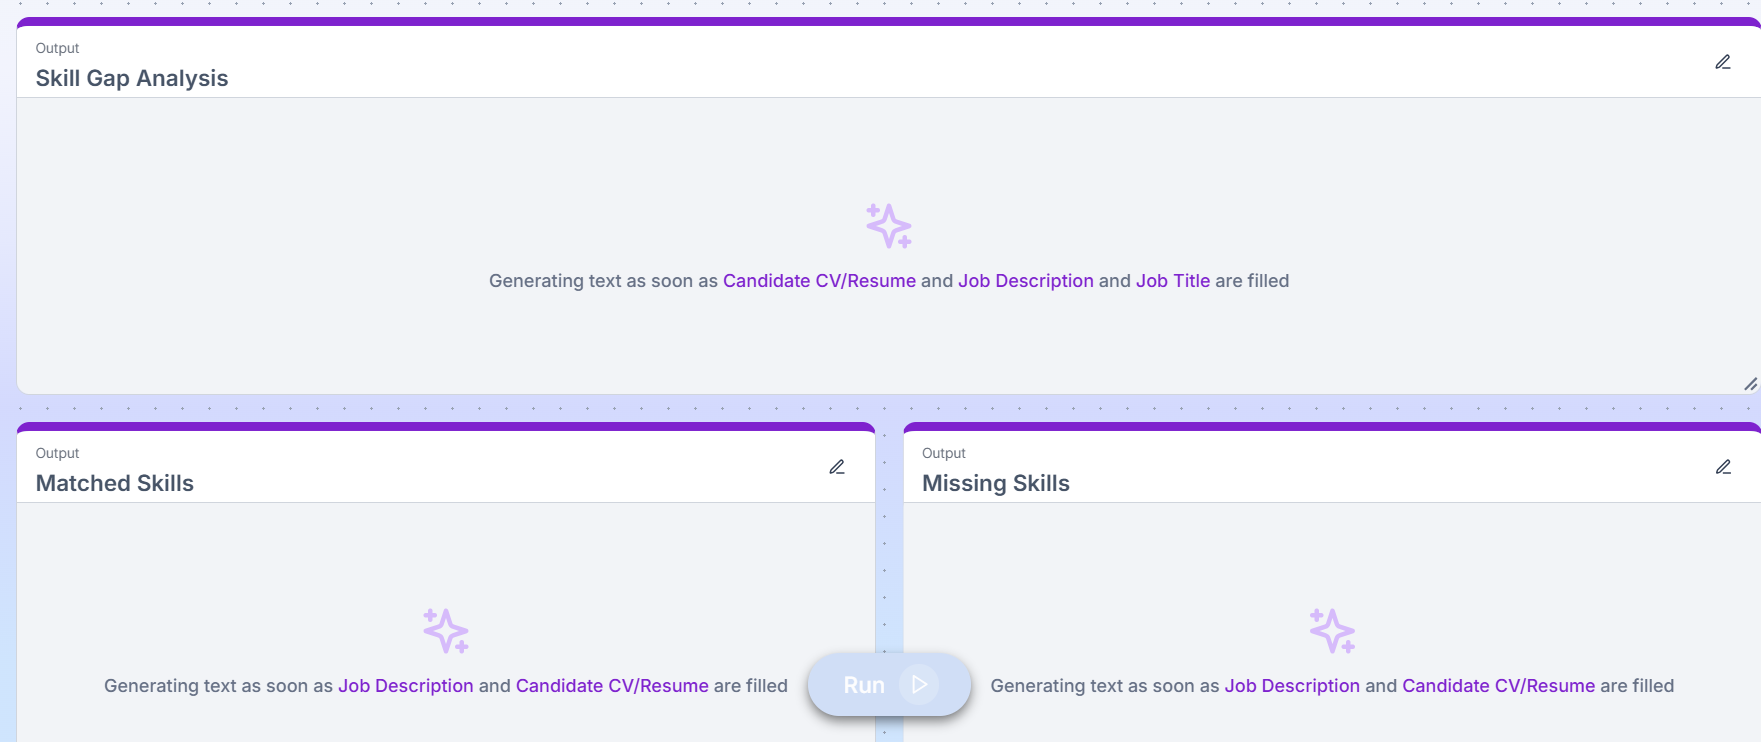 Output
Skill Gap Analysis
Generating text as soon as Candidate CV/Resume and Job Description and Job Title are filled
Output
Matched Skills
Generating text as soon as Job Description and Candidate CV/Resume are filled
Output
Missing Skills
Generating text as soon as Job Description and Candidate CV/Resume are filled
Run